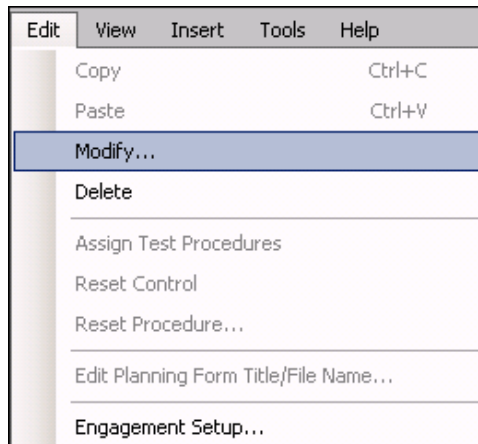 Edit View Insert Tools Help
Copy Ctrl+C
Paste Ctrl+V
Modify...
Delete
Assign Test Procedures
Reset Control
Reset Procedure...
Edit Planning Form Title/File Name...
Engagement Setup...